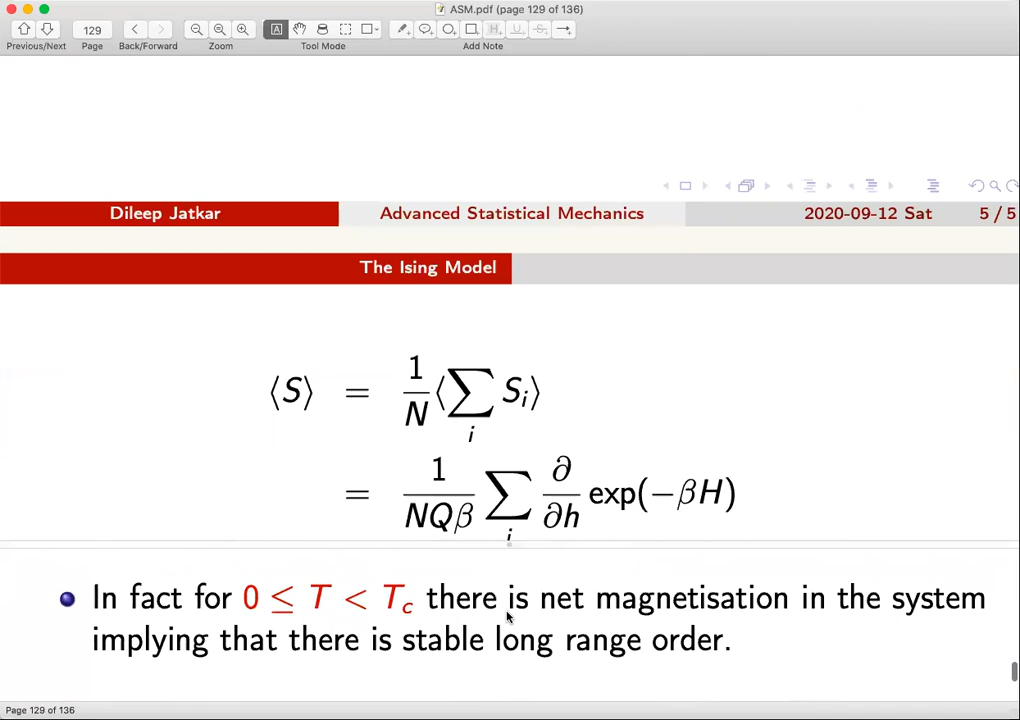 ASM.pdf (page 129 of 136)
129
Previous/Next Page Back/Forward Zoom Tool Mode Add Note
Dileep Jatkar Advanced Statistical Mechanics 2020-09-12 Sat 5 / 5
The Ising Model
⟨S⟩ = 1/N ⟨∑_i S_i⟩
= 1/(NQβ) ∑_i ∂/∂h exp(−βH)
In fact for 0 ≤ T < T_c there is net magnetisation in the system
implying that there is stable long range order.
Page 129 of 136